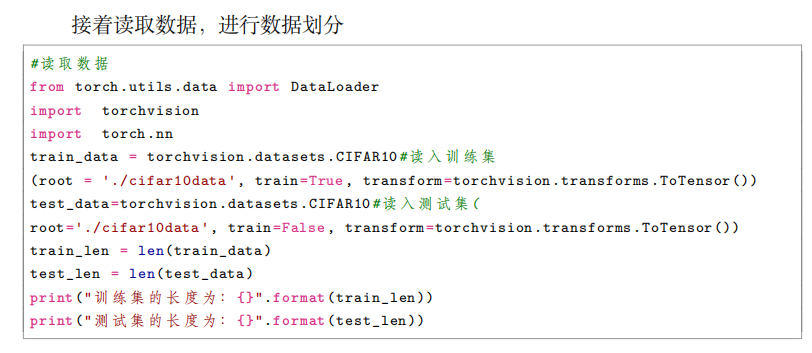 接着读取数据，进行数据划分
#读取数据
from torch.utils.data import DataLoader
import torchvision
import torch.nn
train_data = torchvision.datasets.CIFAR10#读入训练集
(root = './cifar10data', train=True, transform=torchvision.transforms.ToTensor())
test_data=torchvision.datasets.CIFAR10#读入测试集(
root='./cifar10data', train=False, transform=torchvision.transforms.ToTensor())
train_len = len(train_data)
test_len = len(test_data)
print("训练集的长度为：{}".format(train_len))
print("测试集的长度为：{}".format(test_len))